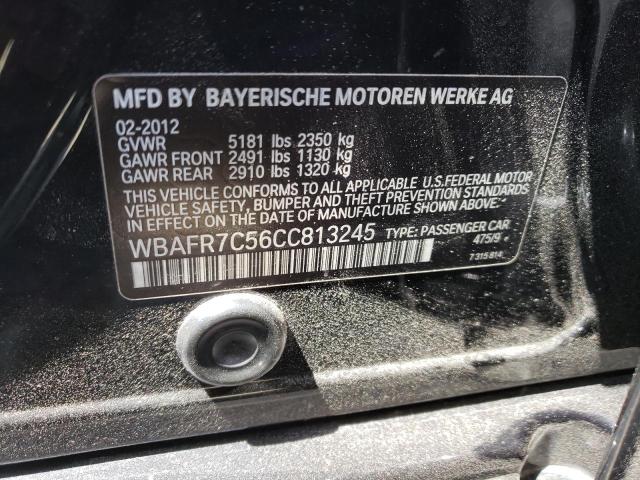 MFD BY BAYERISCHE MOTOREN WERKE AG
02-2012
GVWR 5181 lbs 2350 kg
GAWR FRONT 2491 lbs 1130 kg
GAWR REAR 2910 lbs 1320 kg
THIS VEHICLE CONFORMS TO ALL APPLICABLE U.S. FEDERAL MOTOR
VEHICLE SAFETY, BUMPER AND THEFT PREVENTION STANDARDS
IN EFFECT ON THE DATE OF MANUFACTURE SHOWN ABOVE.
WBAFR7C56CC813245 TYPE: PASSENGER CAR
475/9
7 315 814